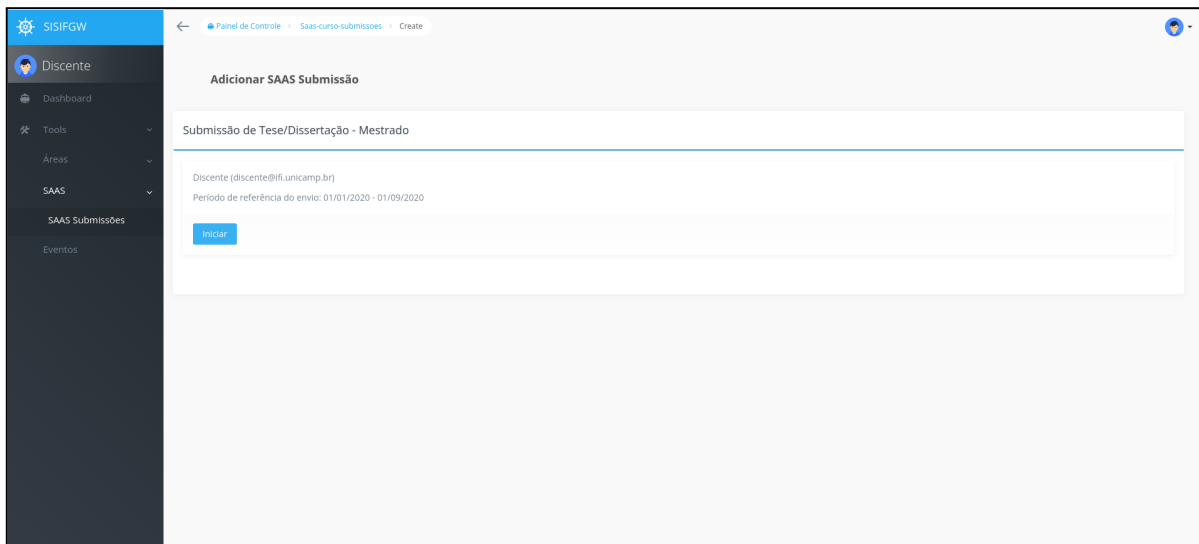 SISIFGW
Discente
Dashboard
Tools
Áreas
SAAS
SAAS Submissões
Eventos
Painel de Controle Saas-curso-submissoes Create
Adicionar SAAS Submissão
Submissão de Tese/Dissertação - Mestrado
Discente (discente@ifi.unicamp.br)
Período de referência do envio: 01/01/2020 - 01/09/2020
Iniciar